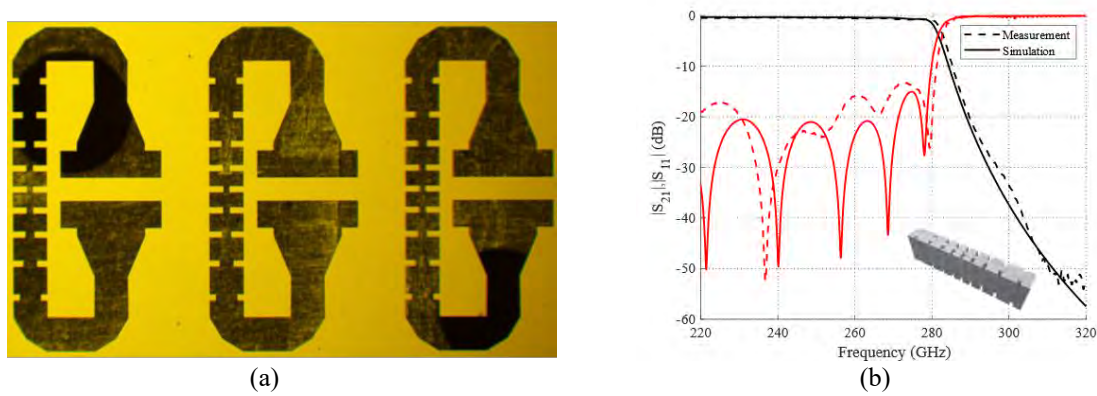 0
-10
-20
-30
-40
-50
-60
|S21|,|S11| (dB)
Measurement
Simulation
220
240
260
280
300
320
Frequency (GHz)
(a)
(b)